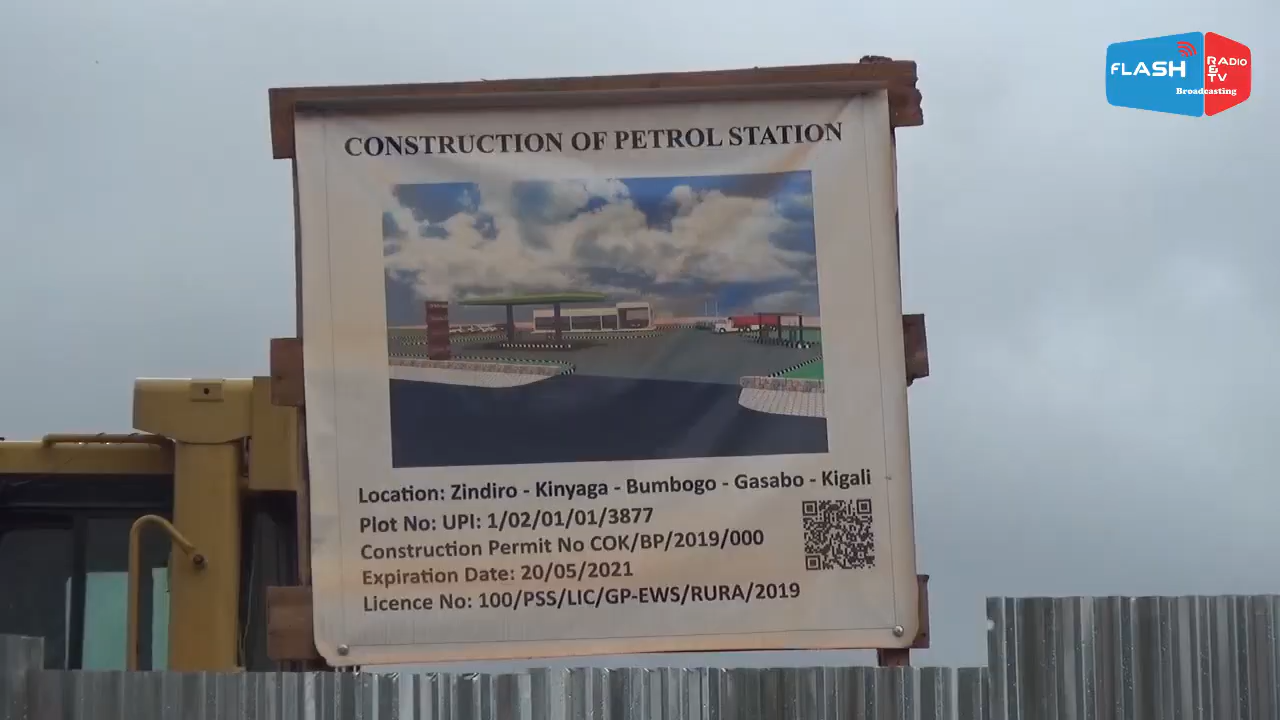 FLASH
RADIO
&
TV
Broadcasting
CONSTRUCTION OF PETROL STATION
Location: Zindiro - Kinyaga - Bumbogo - Gasabo - Kigali
Plot No: UPI: 1/02/01/01/3877
Construction Permit No COK/BP/2019/000
Expiration Date: 20/05/2021
Licence No: 100/PSS/LIC/GP-EWS/RURA/2019